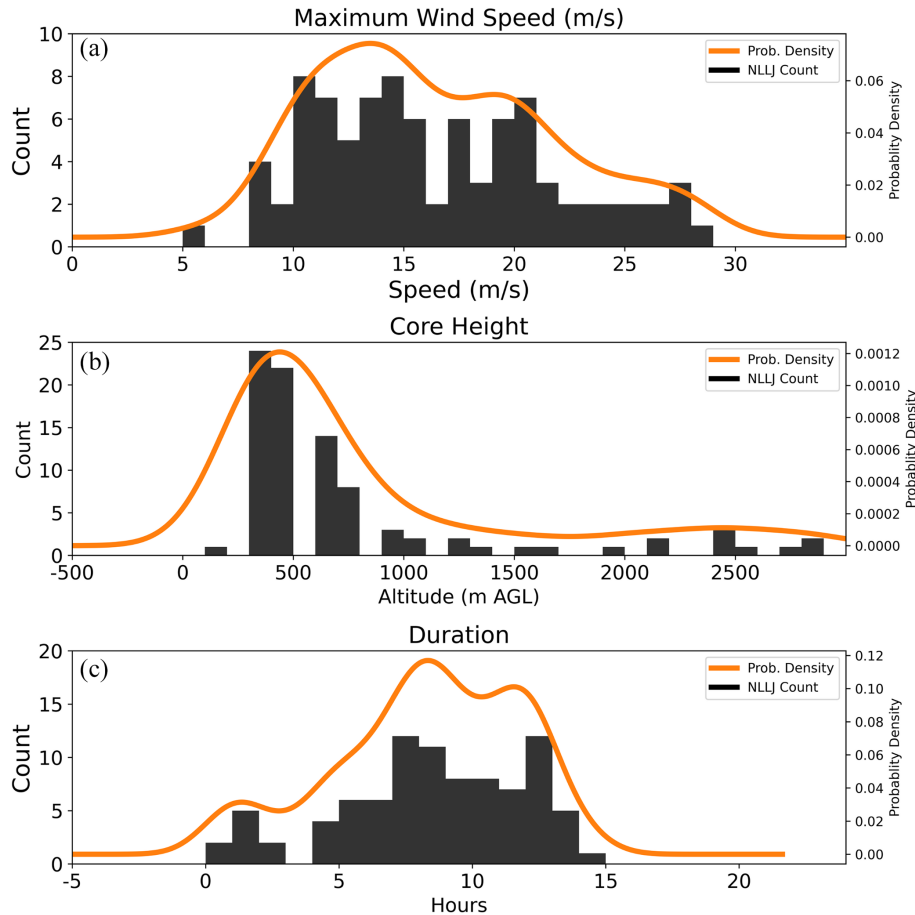 Maximum Wind Speed (m/s)
(a)
Prob. Density
NLLJ Count
10
8
6
4
2
0
Count
0.06
0.04
0.02
0.00
Probablity Density
0 5 10 15 20 25 30
Speed (m/s)
Core Height
(b)
Prob. Density
NLLJ Count
25
20
15
10
5
0
Count
0.0012
0.0010
0.0008
0.0006
0.0004
0.0002
0.0000
Probablity Density
-500 0 500 1000 1500 2000 2500
Altitude (m AGL)
Duration
(c)
Prob. Density
NLLJ Count
20
15
10
5
0
Count
0.12
0.10
0.08
0.06
0.04
0.02
0.00
Probablity Density
-5 0 5 10 15 20
Hours